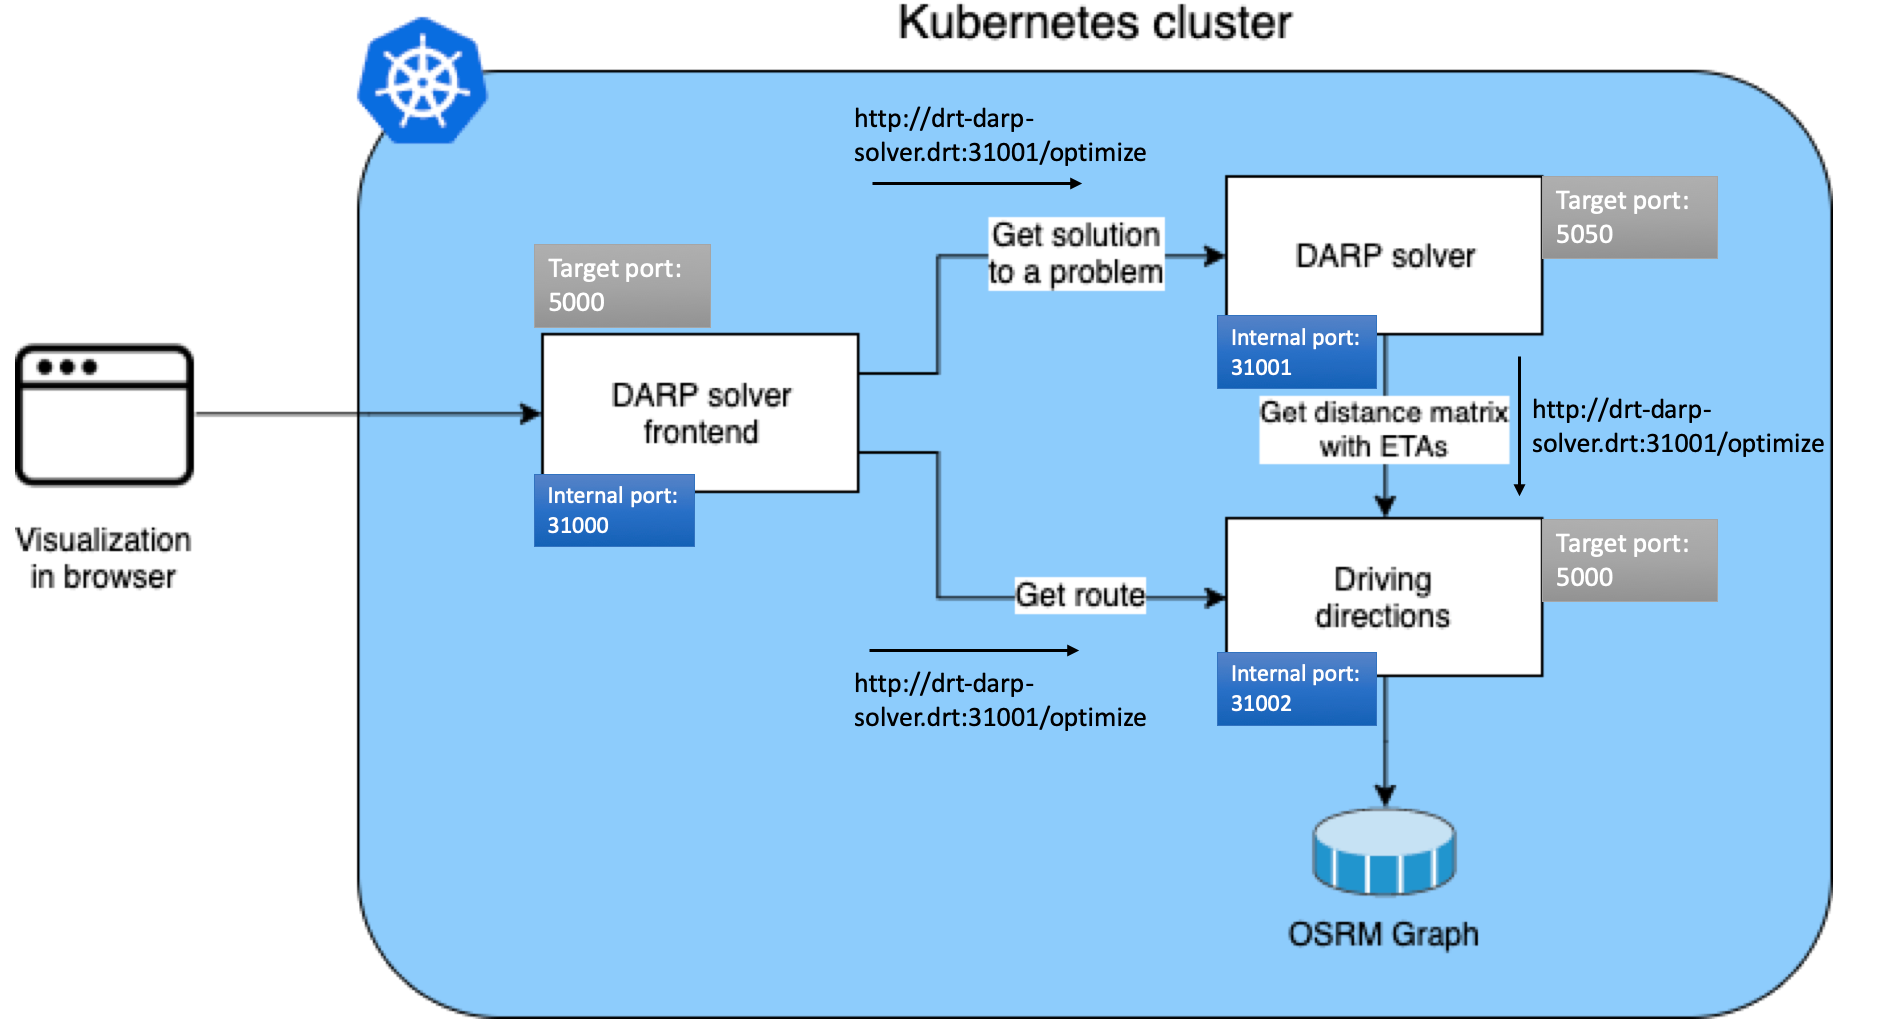 Kubernetes cluster
http://drt-darp-
solver.drt:31001/optimize
Get solution
to a problem
DARP solver
Target port:
5050
Internal port:
31001
Target port:
5000
DARP solver
frontend
Internal port:
31000
Visualization
in browser
Get distance matrix
with ETAs
http://drt-darp-
solver.drt:31001/optimize
Get route
http://drt-darp-
solver.drt:31001/optimize
Driving
directions
Target port:
5000
Internal port:
31002
OSRM Graph